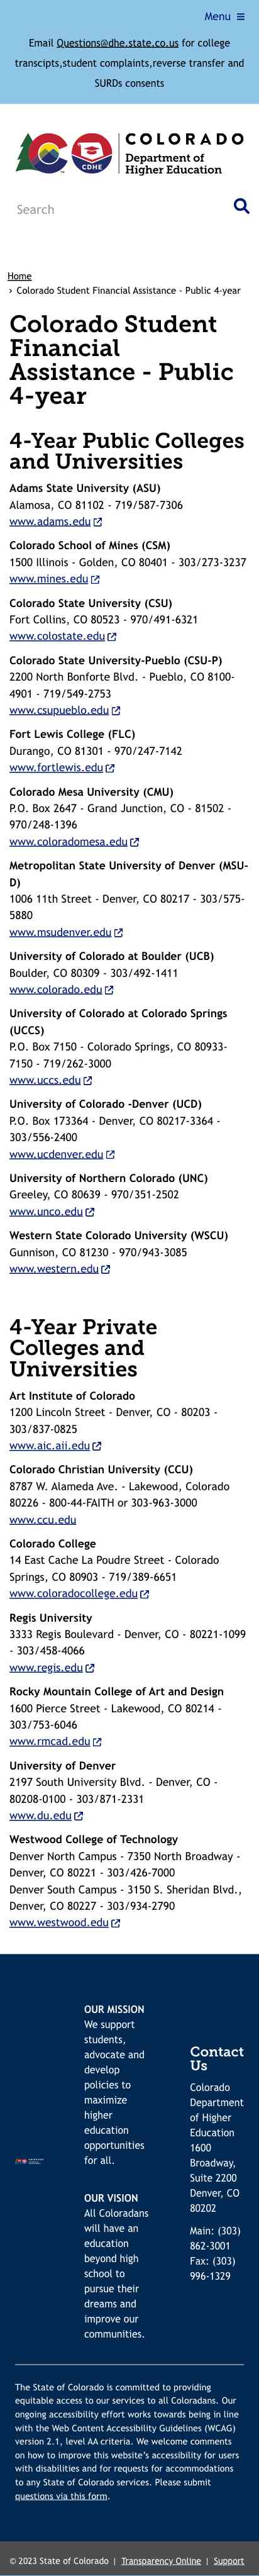 Menu
Email Questions@dhe.state.co.us for college
transcipts,student complaints,reverse transfer and
SURDs consents
CO
CDHE
COLORADO
Department of
Higher Education
Search
Home
› Colorado Student Financial Assistance - Public 4-year
Colorado Student
Financial
Assistance - Public
4-year
4-Year Public Colleges
and Universities
Adams State University (ASU)
Alamosa, CO 81102 - 719/587-7306
www.adams.edu
Colorado School of Mines (CSM)
1500 Illinois - Golden, CO 80401 - 303/273-3237
www.mines.edu
Colorado State University (CSU)
Fort Collins, CO 80523 - 970/491-6321
www.colostate.edu
Colorado State University-Pueblo (CSU-P)
2200 North Bonforte Blvd. - Pueblo, CO 8100-
4901 - 719/549-2753
www.csupueblo.edu
Fort Lewis College (FLC)
Durango, CO 81301 - 970/247-7142
www.fortlewis.edu
Colorado Mesa University (CMU)
P.O. Box 2647 - Grand Junction, CO - 81502 -
970/248-1396
www.coloradomesa.edu
Metropolitan State University of Denver (MSU-
D)
1006 11th Street - Denver, CO 80217 - 303/575-
5880
www.msudenver.edu
University of Colorado at Boulder (UCB)
Boulder, CO 80309 - 303/492-1411
www.colorado.edu
University of Colorado at Colorado Springs
(UCCS)
P.O. Box 7150 - Colorado Springs, CO 80933-
7150 - 719/262-3000
www.uccs.edu
University of Colorado -Denver (UCD)
P.O. Box 173364 - Denver, CO 80217-3364 -
303/556-2400
www.ucdenver.edu
University of Northern Colorado (UNC)
Greeley, CO 80639 - 970/351-2502
www.unco.edu
Western State Colorado University (WSCU)
Gunnison, CO 81230 - 970/943-3085
www.western.edu
4-Year Private
Colleges and
Universities
Art Institute of Colorado
1200 Lincoln Street - Denver, CO - 80203 -
303/837-0825
www.aic.aii.edu
Colorado Christian University (CCU)
8787 W. Alameda Ave. - Lakewood, Colorado
80226 - 800-44-FAITH or 303-963-3000
www.ccu.edu
Colorado College
14 East Cache La Poudre Street - Colorado
Springs, CO 80903 - 719/389-6651
www.coloradocollege.edu
Regis University
3333 Regis Boulevard - Denver, CO - 80221-1099
- 303/458-4066
www.regis.edu
Rocky Mountain College of Art and Design
1600 Pierce Street - Lakewood, CO 80214 -
303/753-6046
www.rmcad.edu
University of Denver
2197 South University Blvd. - Denver, CO -
80208-0100 - 303/871-2331
www.du.edu
Westwood College of Technology
Denver North Campus - 7350 North Broadway -
Denver, CO 80221 - 303/426-7000
Denver South Campus - 3150 S. Sheridan Blvd.,
Denver, CO 80227 - 303/934-2790
www.westwood.edu
OUR MISSION
We support
students,
advocate and
develop
policies to
maximize
higher
education
opportunities
for all.
OUR VISION
All Coloradans
will have an
education
beyond high
school to
pursue their
dreams and
improve our
communities.
Contact
Us
Colorado
Department
of Higher
Education
1600
Broadway,
Suite 2200
Denver, CO
80202
Main: (303)
862-3001
Fax: (303)
996-1329
The State of Colorado is committed to providing
equitable access to our services to all Coloradans. Our
ongoing accessibility effort works towards being in line
with the Web Content Accessibility Guidelines (WCAG)
version 2.1, level AA criteria. We welcome comments
on how to improve this website's accessibility for users
with disabilities and for requests for accommodations
to any State of Colorado services. Please submit
questions via this form.
© 2023 State of Colorado | Transparency Online | Support